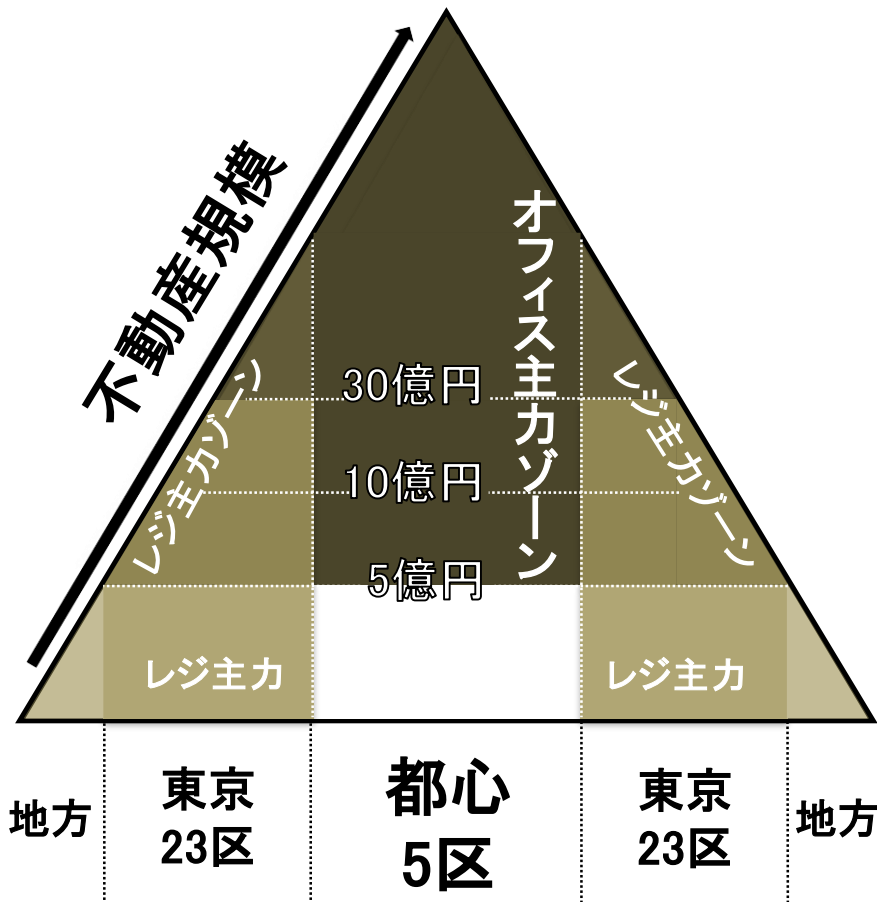 不動産規模
オフィス主力ゾーン
レジ主力ゾーン
レジ主力ゾーン
30億円
10億円
5億円
レジ主力
レジ主力
地方
東京
23区
都心
5区
東京
23区
地方